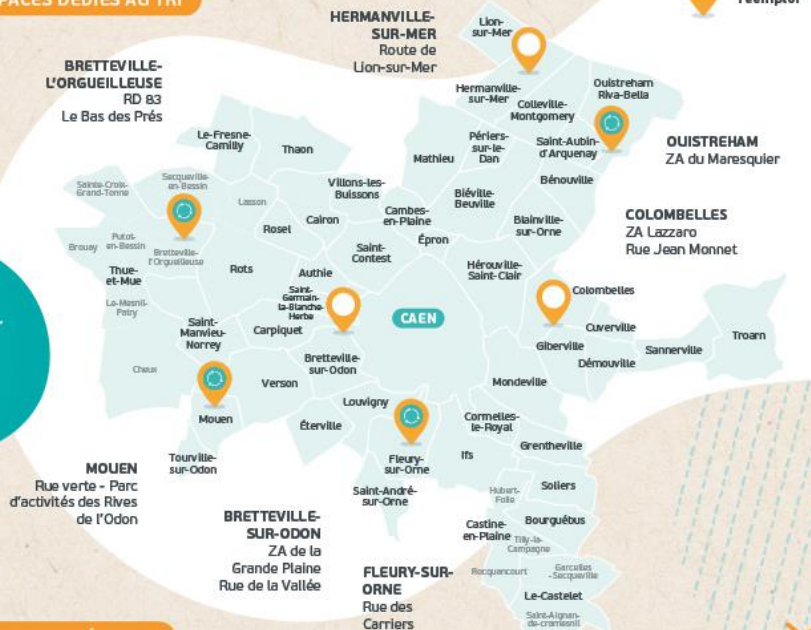 PACES DÉDIÉS AU TRI
réemploi
HERMANVILLE-
SUR-MER
Route de
Lion-sur-Mer
BRETTEVILLE-
L'ORGUEILLEUSE
RD 83
Le Bas des Prés
OUISTREHAM
ZA du Maresquier
COLOMBELLES
ZA Lazzaro
Rue Jean Monnet
MOUEN
Rue verte - Parc
d'activités des Rives
de l'Odon
BRETTEVILLE-
SUR-ODON
ZA de la
Grande Plaine
Rue de la Vallée
FLEURY-SUR-
ORNE
Rue des
Carriers
Lion-
sur-Mer
Hermanville-
sur-Mer
Colleville-
Montgomery
Ouistreham
Riva-Bella
Périers-
sur-le-
Dan
Saint-Aubin-
d'Arquenay
Mathieu
Bénouville
Le-Fresne-
Camilly
Thaon
Villons-les-
Buissons
Biéville-
Beuville
Sainte-Croix-
Grand-Tonne
Secqueville-
en-Bessin
Lasson
Cambes-
en-Plaine
Blainville-
sur-Orne
Rosel
Cairon
Épron
Brouay
Putot-
en-Bessin
Bretteville-
l'Orgueilleuse
Saint-
Contest
Thue-
et-Mue
Rots
Authie
Hérouville-
Saint-Clair
Le-Mesnil-
Patry
Saint-
Germain-
la-Blanche-
Herbe
Colombelles
CAEN
Saint-
Manvieu-
Norrey
Carpiquet
Cuverville
Troarn
Giberville
Sannerville
Démouville
Cheux
Verson
Bretteville-
sur-Odon
Mondeville
Louvigny
Mouen
Éterville
Cormelles-
le-Royal
Grentheville
Tourville-
sur-Odon
Fleury-
sur-Orne
Ifs
Saint-André-
sur-Orne
Hubert-
Folie
Soliers
Castine-
en-Plaine
Bourguébus
Tilly-la-
Campagne
Rocquancourt
Garcelles
-Secqueville
Le-Castelet
Saint-Aignan-
de-cramesnil